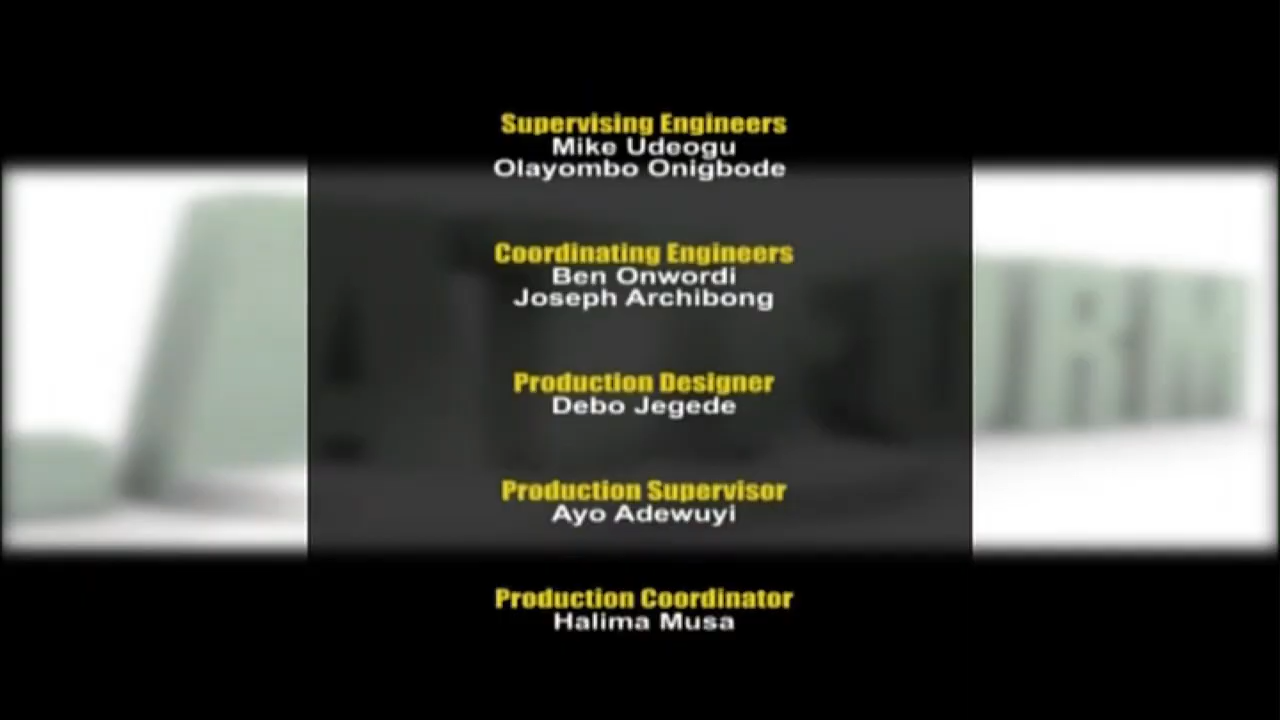 Supervising Engineers
Mike Udeogu
Olayombo Onigbode
Coordinating Engineers
Ben Onwordi
Joseph Archibong
Production Designer
Debo Jegede
Production Supervisor
Ayo Adewuyi
Production Coordinator
Halima Musa